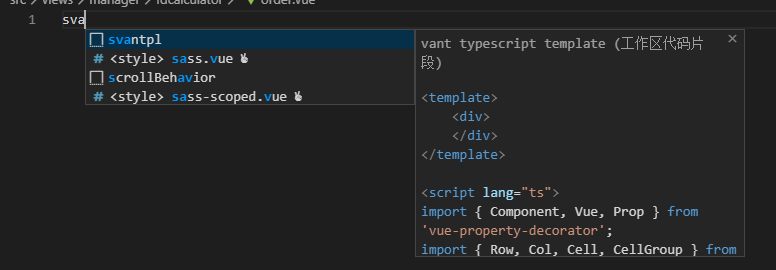 src > views > manager > fdcalculator > order.vue
1 sva
svantpl
# <style> sass.vue ✌
scrollBehavior
# <style> sass-scoped.vue ✌
vant typescript template (工作区代码片
段)
<template>
<div>
</div>
</template>
<script lang="ts">
import { Component, Vue, Prop } from
'vue-property-decorator';
import { Row, Col, Cell, CellGroup } from